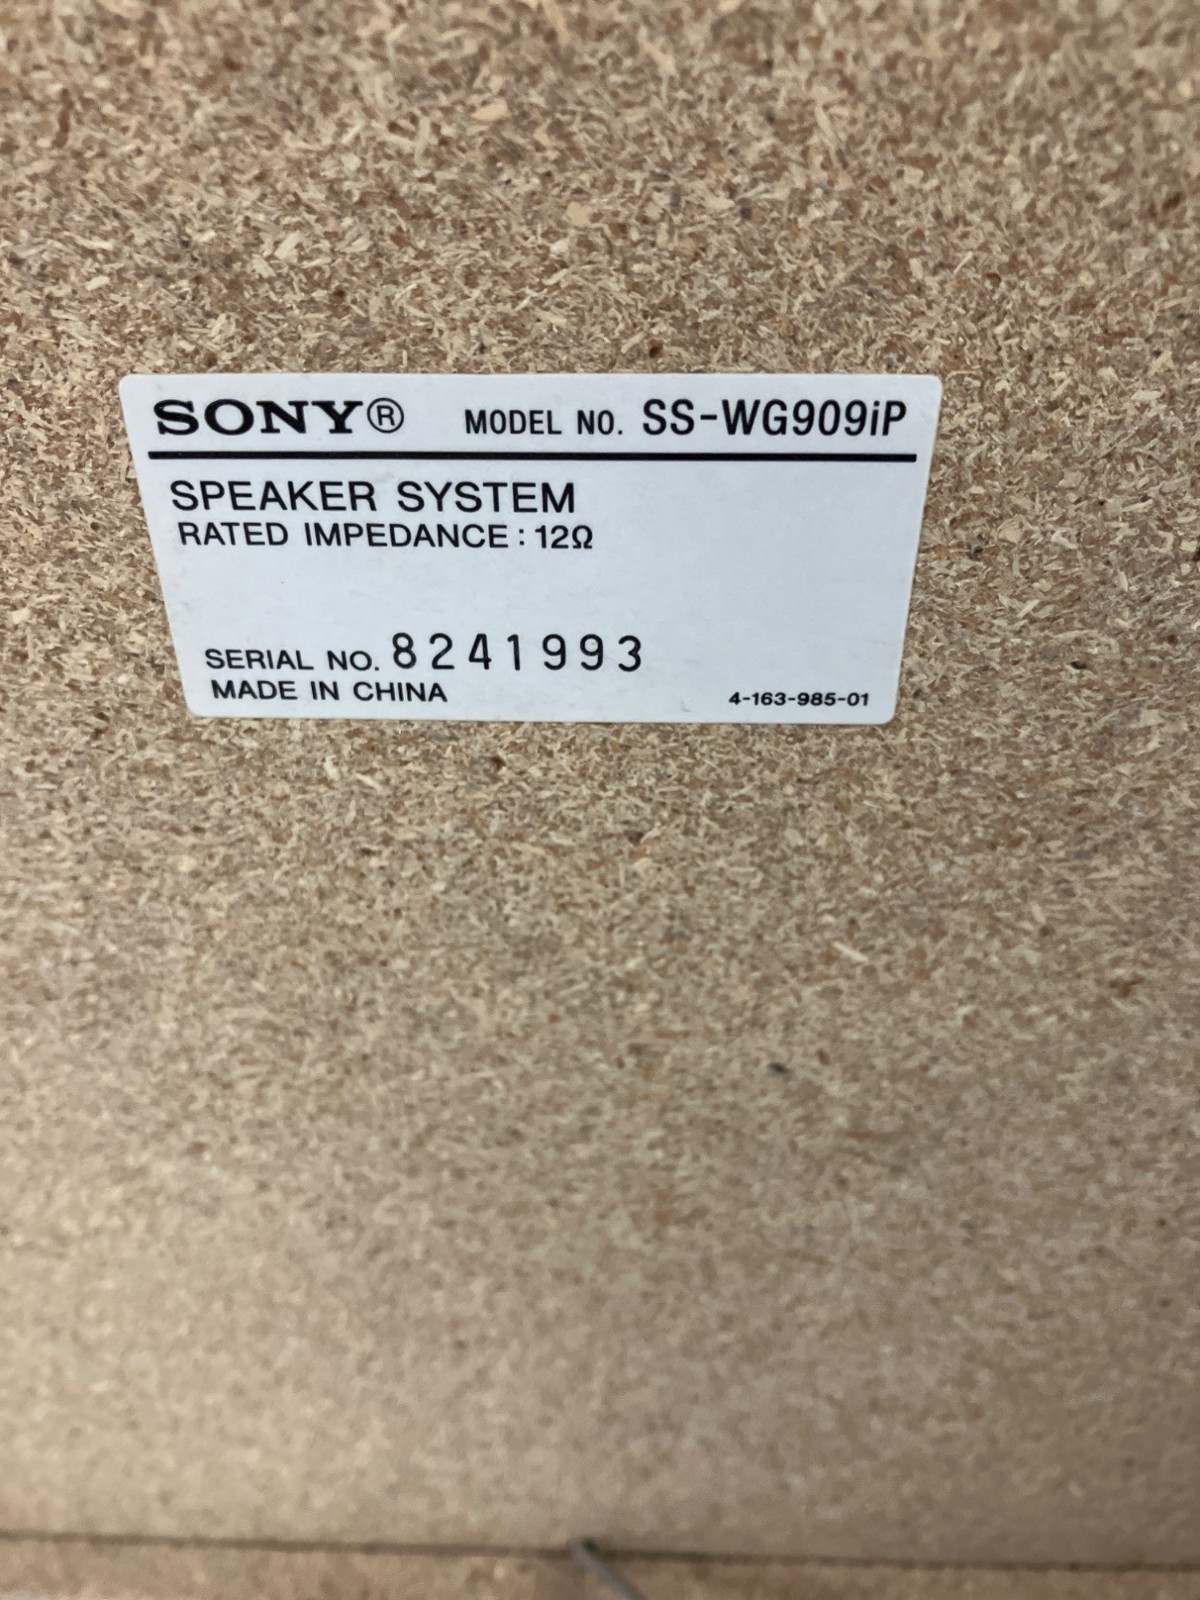 SONY® MODEL NO. SS-WG909iP
SPEAKER SYSTEM
RATED IMPEDANCE : 12Ω
SERIAL NO. 8241993
MADE IN CHINA 4-163-985-01